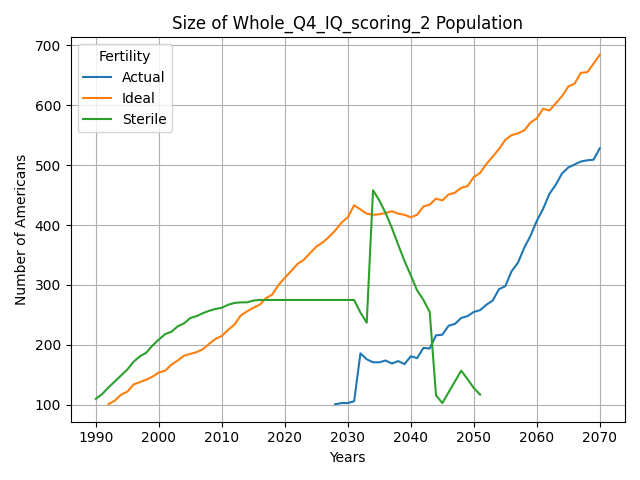 Size of Whole_Q4_IQ_scoring_2 Population
Fertility
Actual
Ideal
Sterile
Number of Americans
700
600
500
400
300
200
100
1990 2000 2010 2020 2030 2040 2050 2060 2070
Years